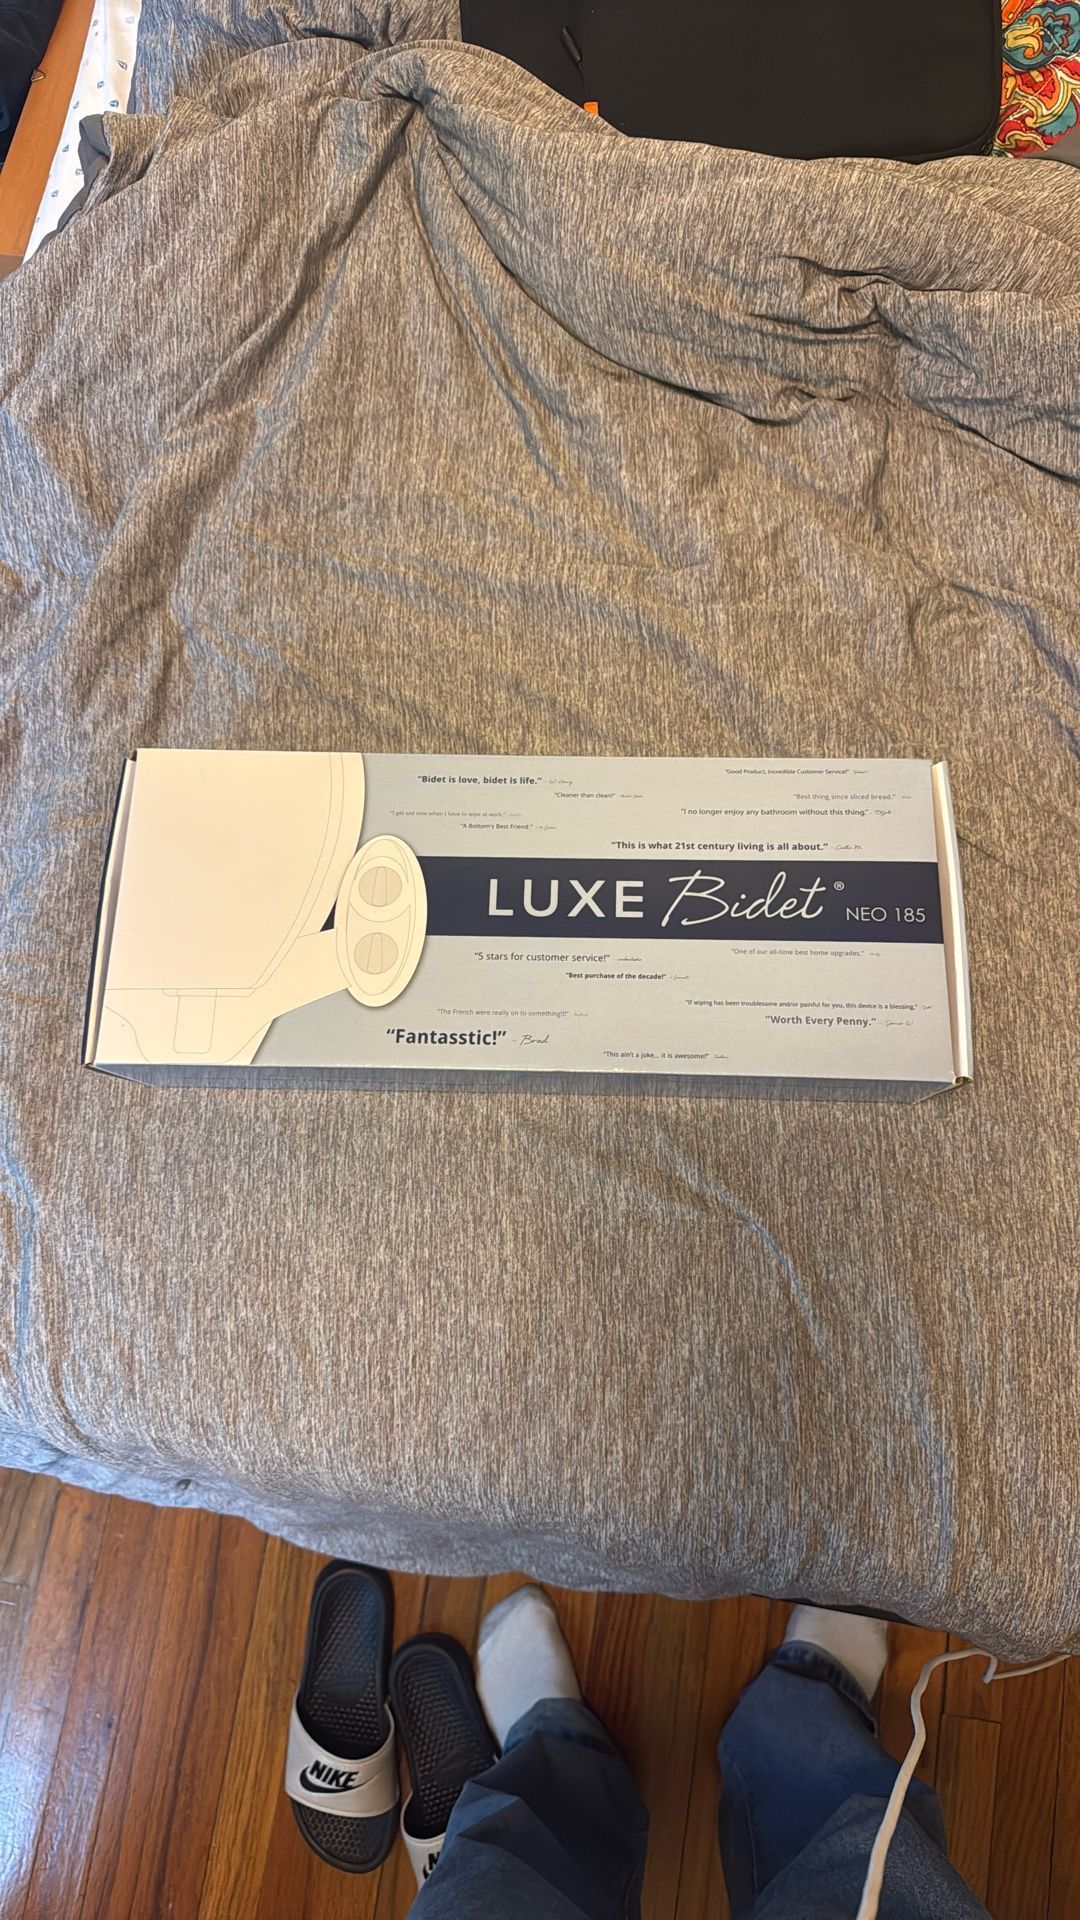 "Bidet is love, bidet is life."
"Good Product, Incredible Customer Service!"
"Cleaner than clean!"
"Best thing since sliced bread."
"I get sad now when I have to wipe at work."
"I no longer enjoy any bathroom without this thing."
"A Bottom's Best Friend."
"This is what 21st century living is all about."
LUXE Bidet® NEO 185
"5 stars for customer service!"
"One of our all-time best home upgrades."
"Best purchase of the decade!"
"If wiping has been troublesome and/or painful for you, this device is a blessing."
"The French were really on to something!!!"
"Worth Every Penny."
"Fantasstic!" - Brad
"This ain't a joke... it is awesome!"
NIKE